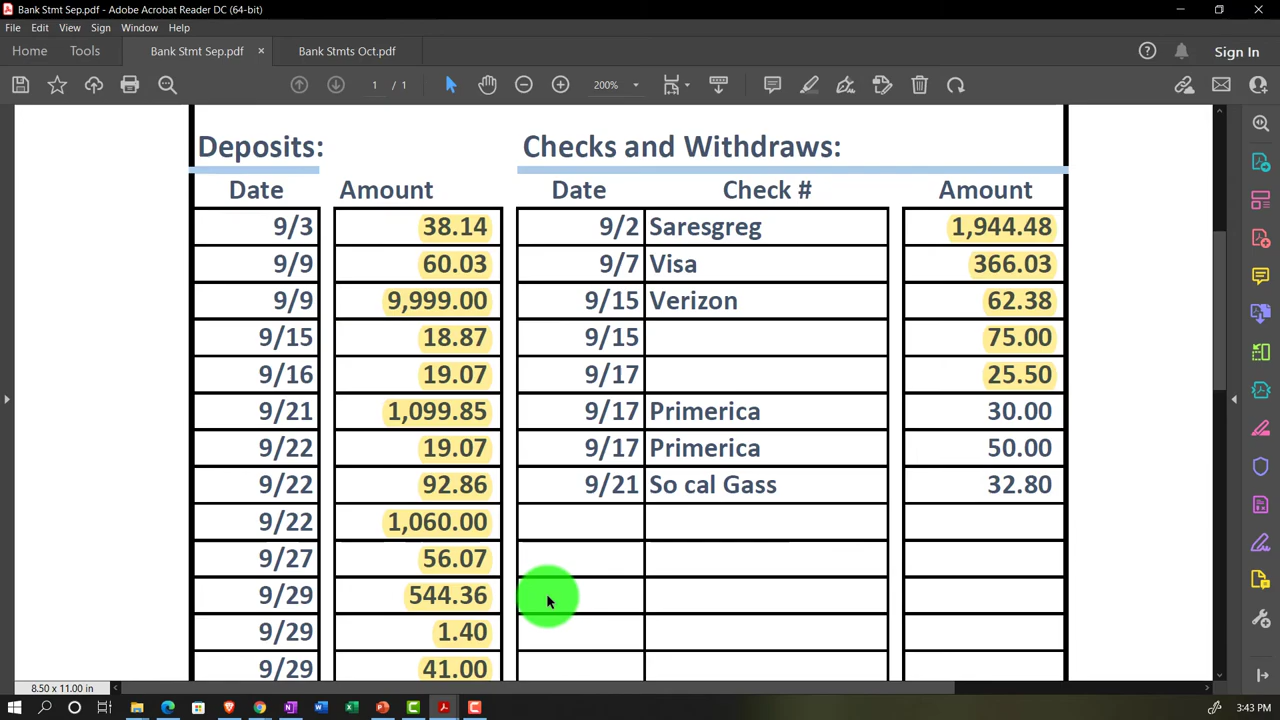 Bank Stmt Sep.pdf - Adobe Acrobat Reader DC (64-bit)
File Edit View Sign Window Help
Home Tools Bank Stmt Sep.pdf × Bank Stmts Oct.pdf Sign In
1 / 1 200%
Deposits: Checks and Withdraws:
Date Amount Date Check # Amount
9/3 38.14 9/2 Saresgreg 1,944.48
9/9 60.03 9/7 Visa 366.03
9/9 9,999.00 9/15 Verizon 62.38
9/15 18.87 9/15 75.00
9/16 19.07 9/17 25.50
9/21 1,099.85 9/17 Primerica 30.00
9/22 19.07 9/17 Primerica 50.00
9/22 92.86 9/21 So cal Gass 32.80
9/22 1,060.00
9/27 56.07
9/29 544.36
9/29 1.40
9/29 41.00
8.50 x 11.00 in
3:43 PM